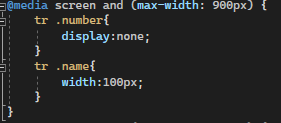 @media screen and (max-width: 900px) {
tr .number{
display:none;
}
tr .name{
width:100px;
}
}